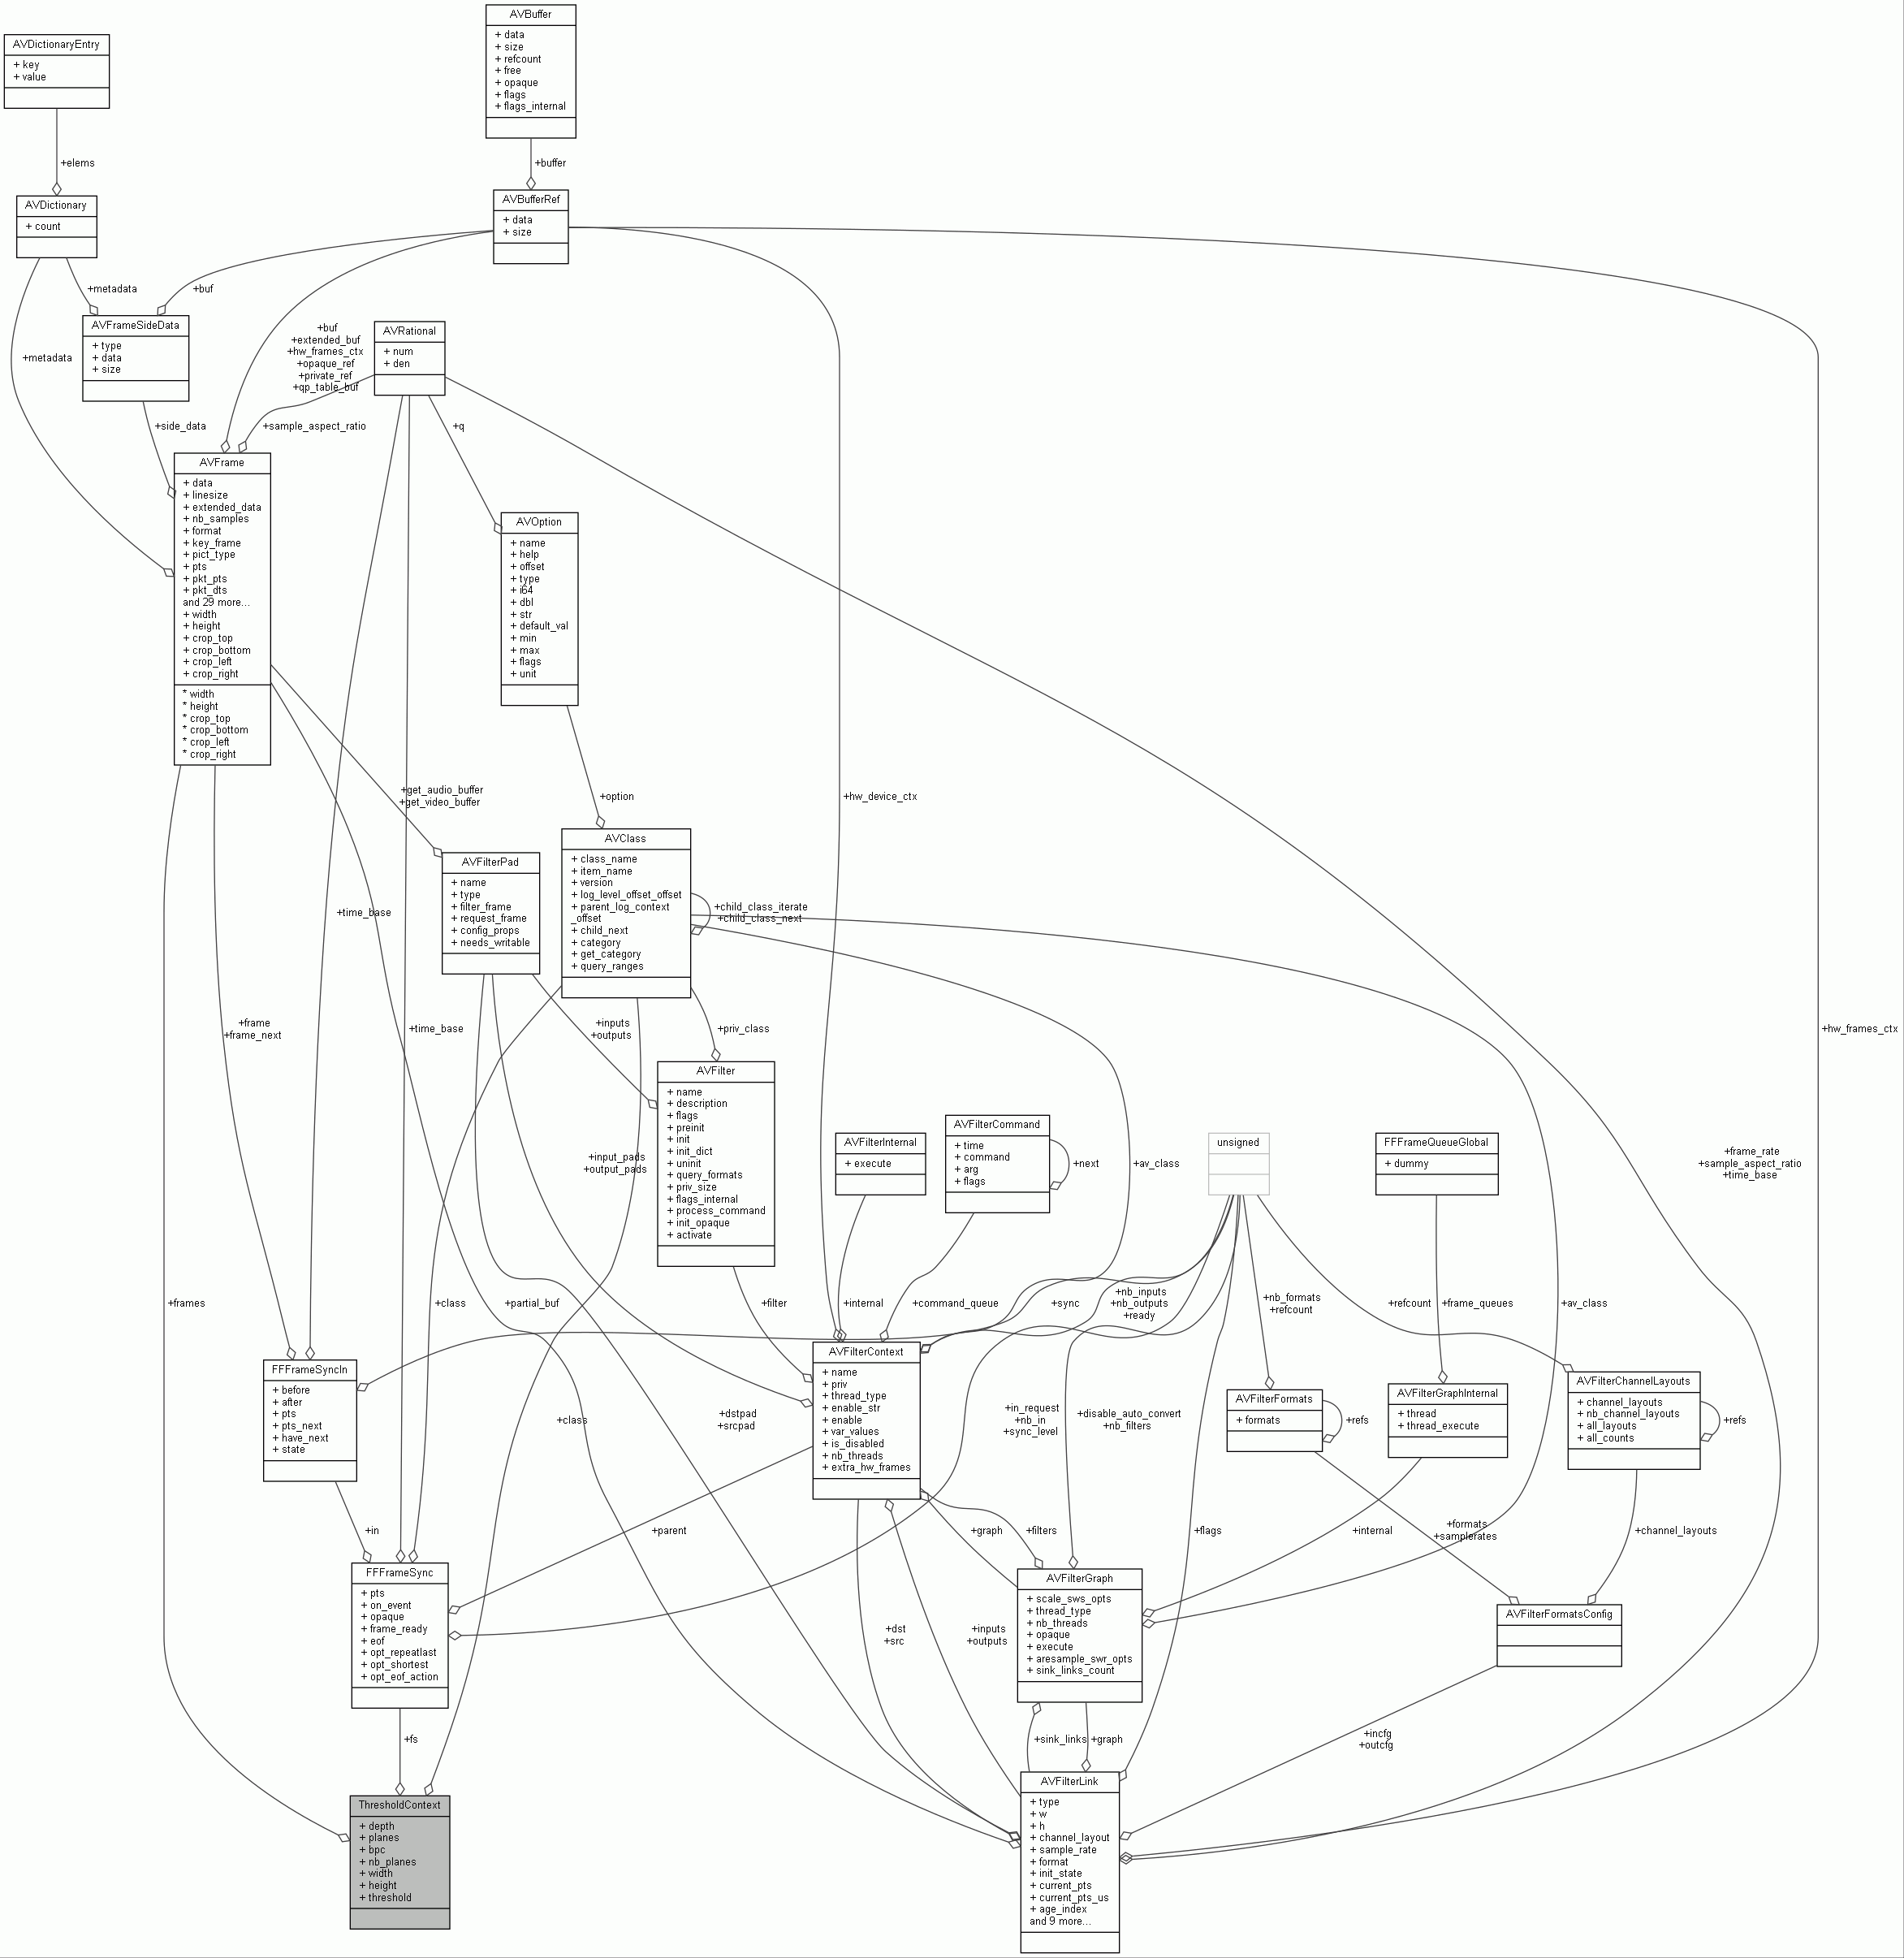 AVBuffer
+ data
+ size
+ refcount
+ free
+ opaque
+ flags
+ flags_internal
AVDictionaryEntry
+ key
+ value
+elems
+buffer
AVDictionary
+ count
AVBufferRef
+ data
+ size
+metadata
+buf
AVFrameSideData
+ type
+ data
+ size
+metadata
+buf
+extended_buf
+hw_frames_ctx
+opaque_ref
+private_ref
+qp_table_buf
AVRational
+ num
+ den
+side_data
+sample_aspect_ratio
+q
AVFrame
+ data
+ linesize
+ extended_data
+ nb_samples
+ format
+ key_frame
+ pict_type
+ pts
+ pkt_pts
+ pkt_dts
and 29 more...
+ width
+ height
+ crop_top
+ crop_bottom
+ crop_left
+ crop_right
* width
* height
* crop_top
* crop_bottom
* crop_left
* crop_right
AVOption
+ name
+ help
+ offset
+ type
+ i64
+ dbl
+ str
+ default_val
+ min
+ max
+ flags
+ unit
+get_audio_buffer
+get_video_buffer
+option
+hw_device_ctx
AVFilterPad
+ name
+ type
+ filter_frame
+ request_frame
+ config_props
+ needs_writable
AVClass
+ class_name
+ item_name
+ version
+ log_level_offset_offset
+ parent_log_context
_offset
+ child_next
+ category
+ get_category
+ query_ranges
+child_class_iterate
+child_class_next
+time_base
+frame
+frame_next
+time_base
+inputs
+outputs
+priv_class
+hw_frames_ctx
AVFilter
+ name
+ description
+ flags
+ preinit
+ init
+ init_dict
+ uninit
+ query_formats
+ priv_size
+ flags_internal
+ process_command
+ init_opaque
+ activate
+input_pads
+output_pads
AVFilterInternal
+ execute
AVFilterCommand
+ time
+ command
+ arg
+ flags
+next
+av_class
unsigned
FFFrameQueueGlobal
+ dummy
+frame_rate
+sample_aspect_ratio
+time_base
+frames
+class
+partial_buf
+filter
+internal
+command_queue
+sync
+nb_inputs
+nb_outputs
+ready
+nb_formats
+refcount
+refcount
+frame_queues
+av_class
FFFrameSyncIn
+ before
+ after
+ pts
+ pts_next
+ have_next
+ state
+class
+dstpad
+srcpad
AVFilterContext
+ name
+ priv
+ thread_type
+ enable_str
+ enable
+ var_values
+ is_disabled
+ nb_threads
+ extra_hw_frames
+in_request
+nb_in
+sync_level
+disable_auto_convert
+nb_filters
AVFilterFormats
+ formats
+refs
AVFilterGraphInternal
+ thread
+ thread_execute
AVFilterChannelLayouts
+ channel_layouts
+ nb_channel_layouts
+ all_layouts
+ all_counts
+refs
+in
+parent
+graph
+filters
+flags
+internal
+formats
+samplerates
+channel_layouts
FFFrameSync
+ pts
+ on_event
+ opaque
+ frame_ready
+ eof
+ opt_repeatlast
+ opt_shortest
+ opt_eof_action
+dst
+src
+inputs
+outputs
AVFilterGraph
+ scale_sws_opts
+ thread_type
+ nb_threads
+ opaque
+ execute
+ aresample_swr_opts
+ sink_links_count
AVFilterFormatsConfig
+fs
+sink_links
+graph
+incfg
+outcfg
ThresholdContext
+ depth
+ planes
+ bpc
+ nb_planes
+ width
+ height
+ threshold
AVFilterLink
+ type
+ w
+ h
+ channel_layout
+ sample_rate
+ format
+ init_state
+ current_pts
+ current_pts_us
+ age_index
and 9 more...